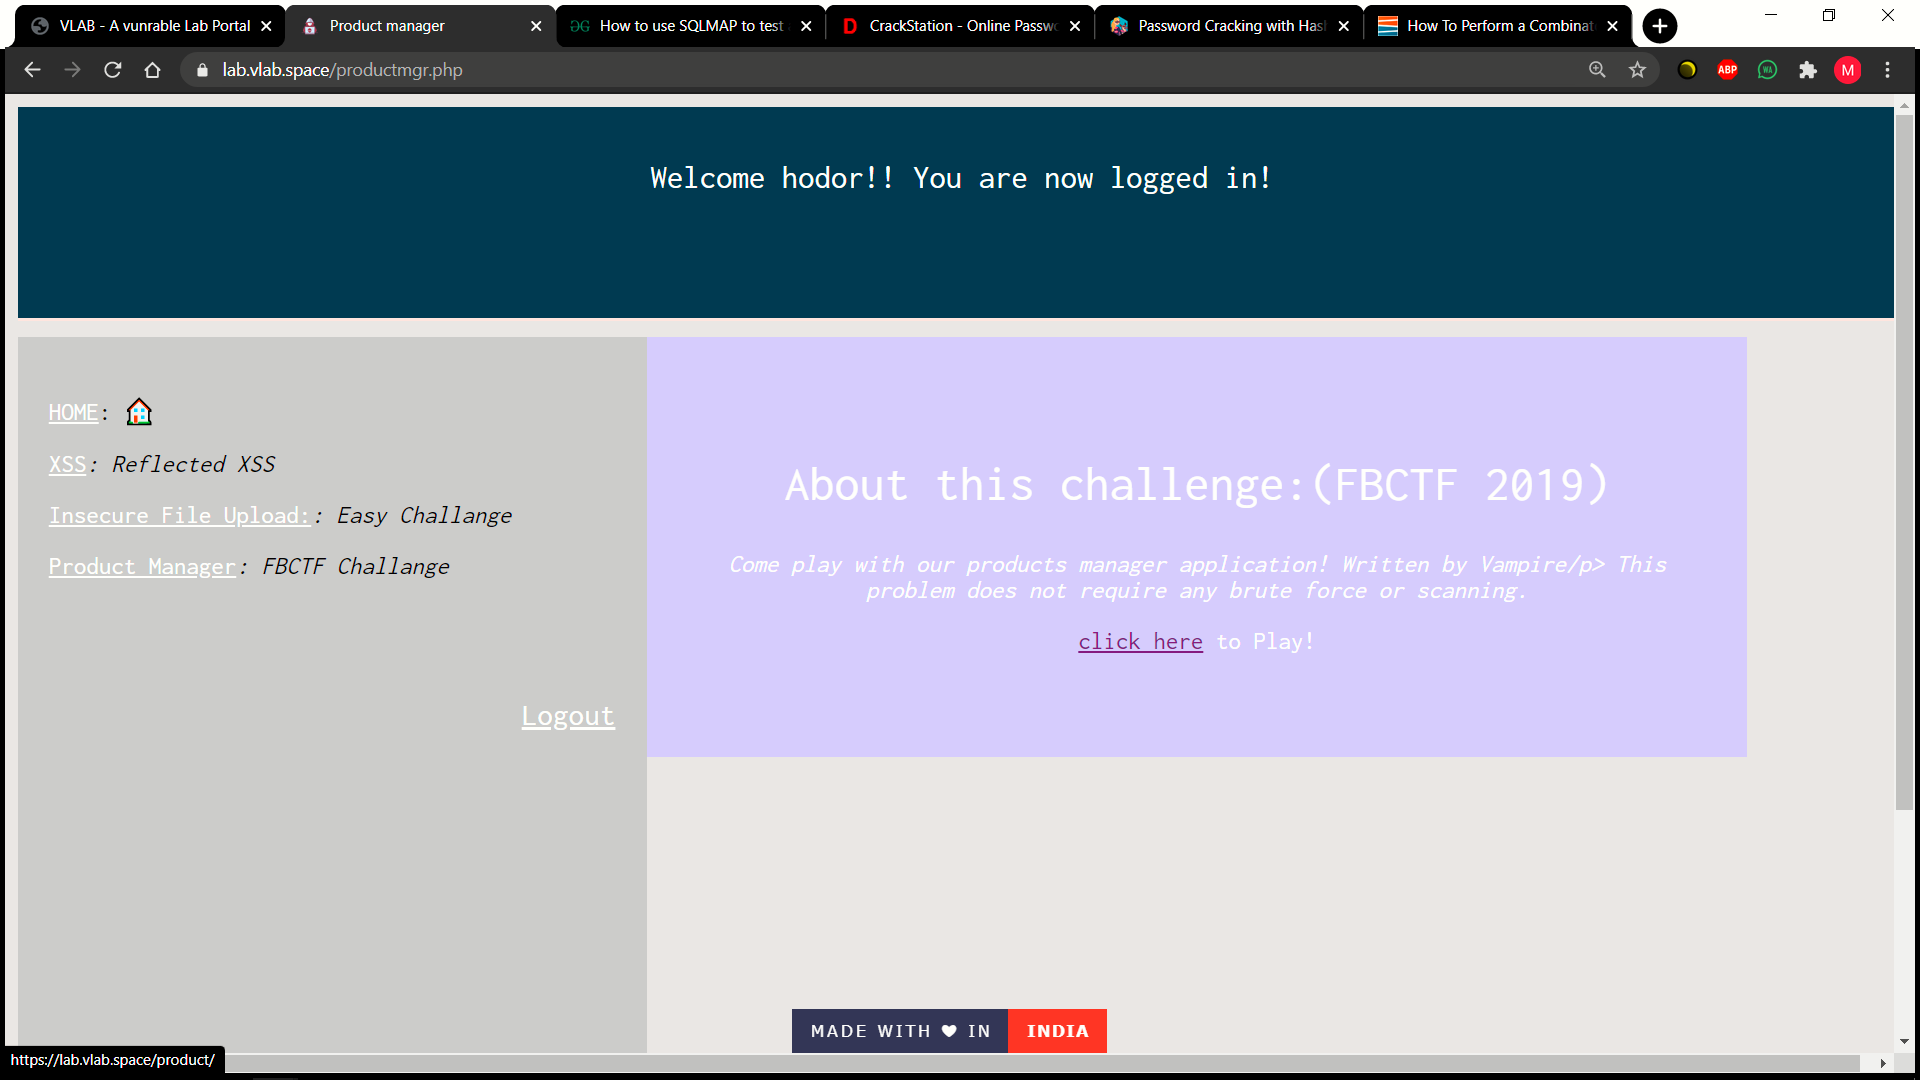 VLAB - A vunrable Lab Portal
Product manager
How to use SQLMAP to test
CrackStation - Online Passw
Password Cracking with Has
How To Perform a Combinat
lab.vlab.space/productmgr.php
ABP
WA
M
Welcome hodor!! You are now logged in!
HOME:
XSS: Reflected XSS
Insecure File Upload:: Easy Challange
Product Manager: FBCTF Challange
Logout
About this challenge:(FBCTF 2019)
Come play with our products manager application! Written by Vampire/p> This
problem does not require any brute force or scanning.
click here to Play!
MADE WITH ♥ IN INDIA
https://lab.vlab.space/product/